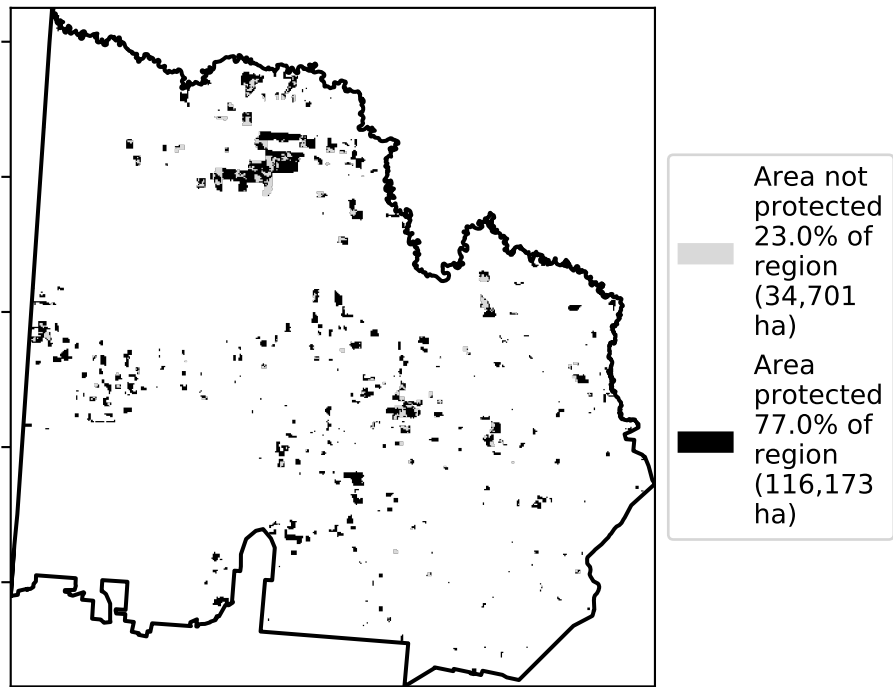 Area not
protected
23.0% of
region
(34,701
ha)
Area
protected
77.0% of
region
(116,173
ha)